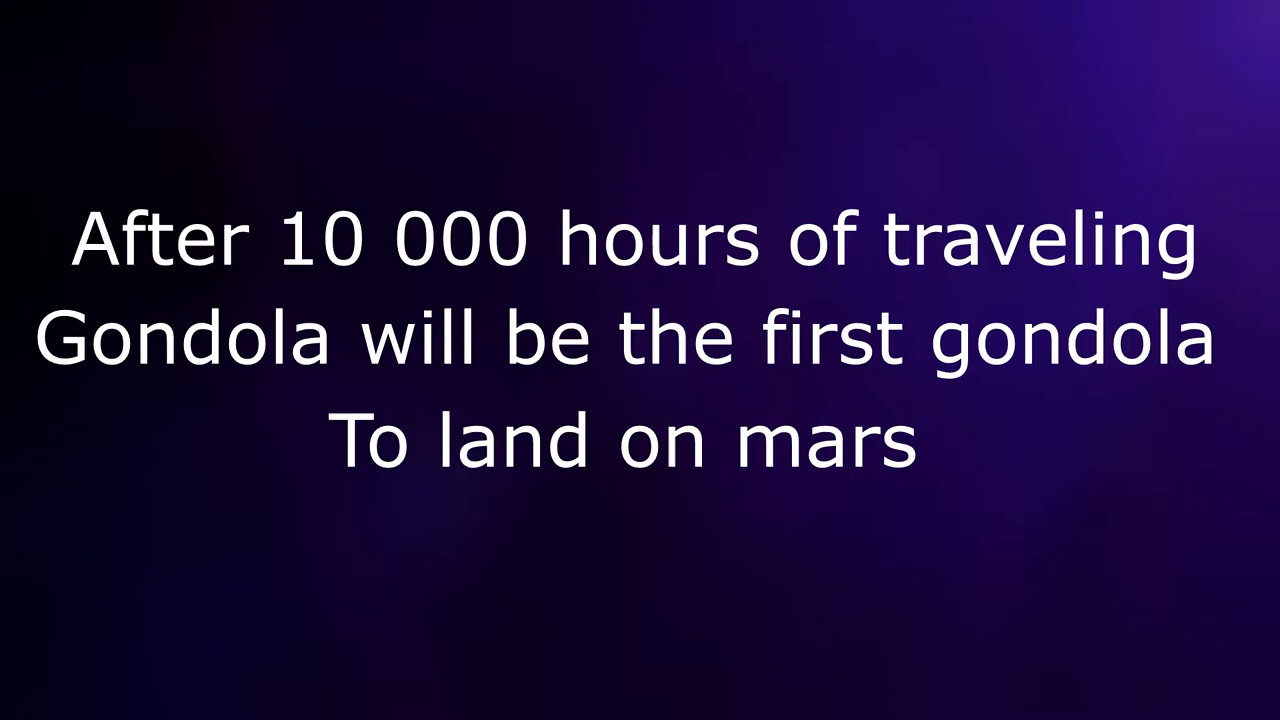 After 10 000 hours of traveling
Gondola will be the first gondola
To land on mars